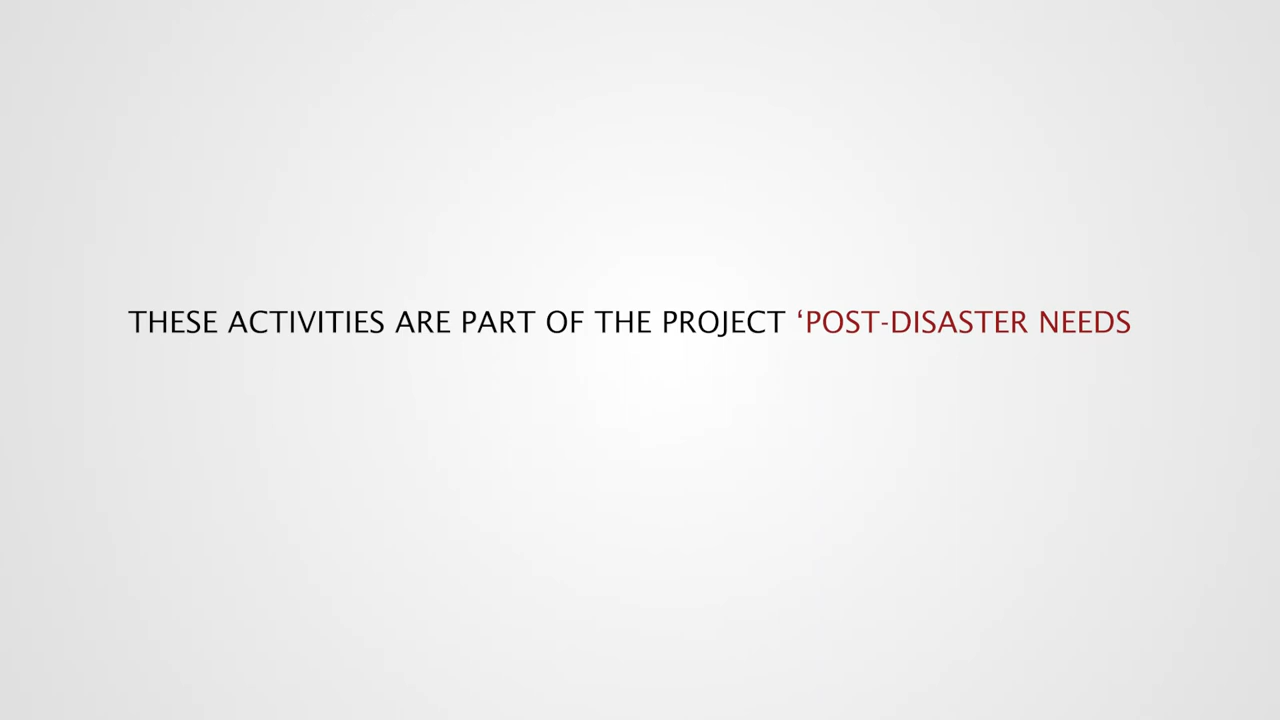 THESE ACTIVITIES ARE PART OF THE PROJECT ‘POST-DISASTER NEEDS